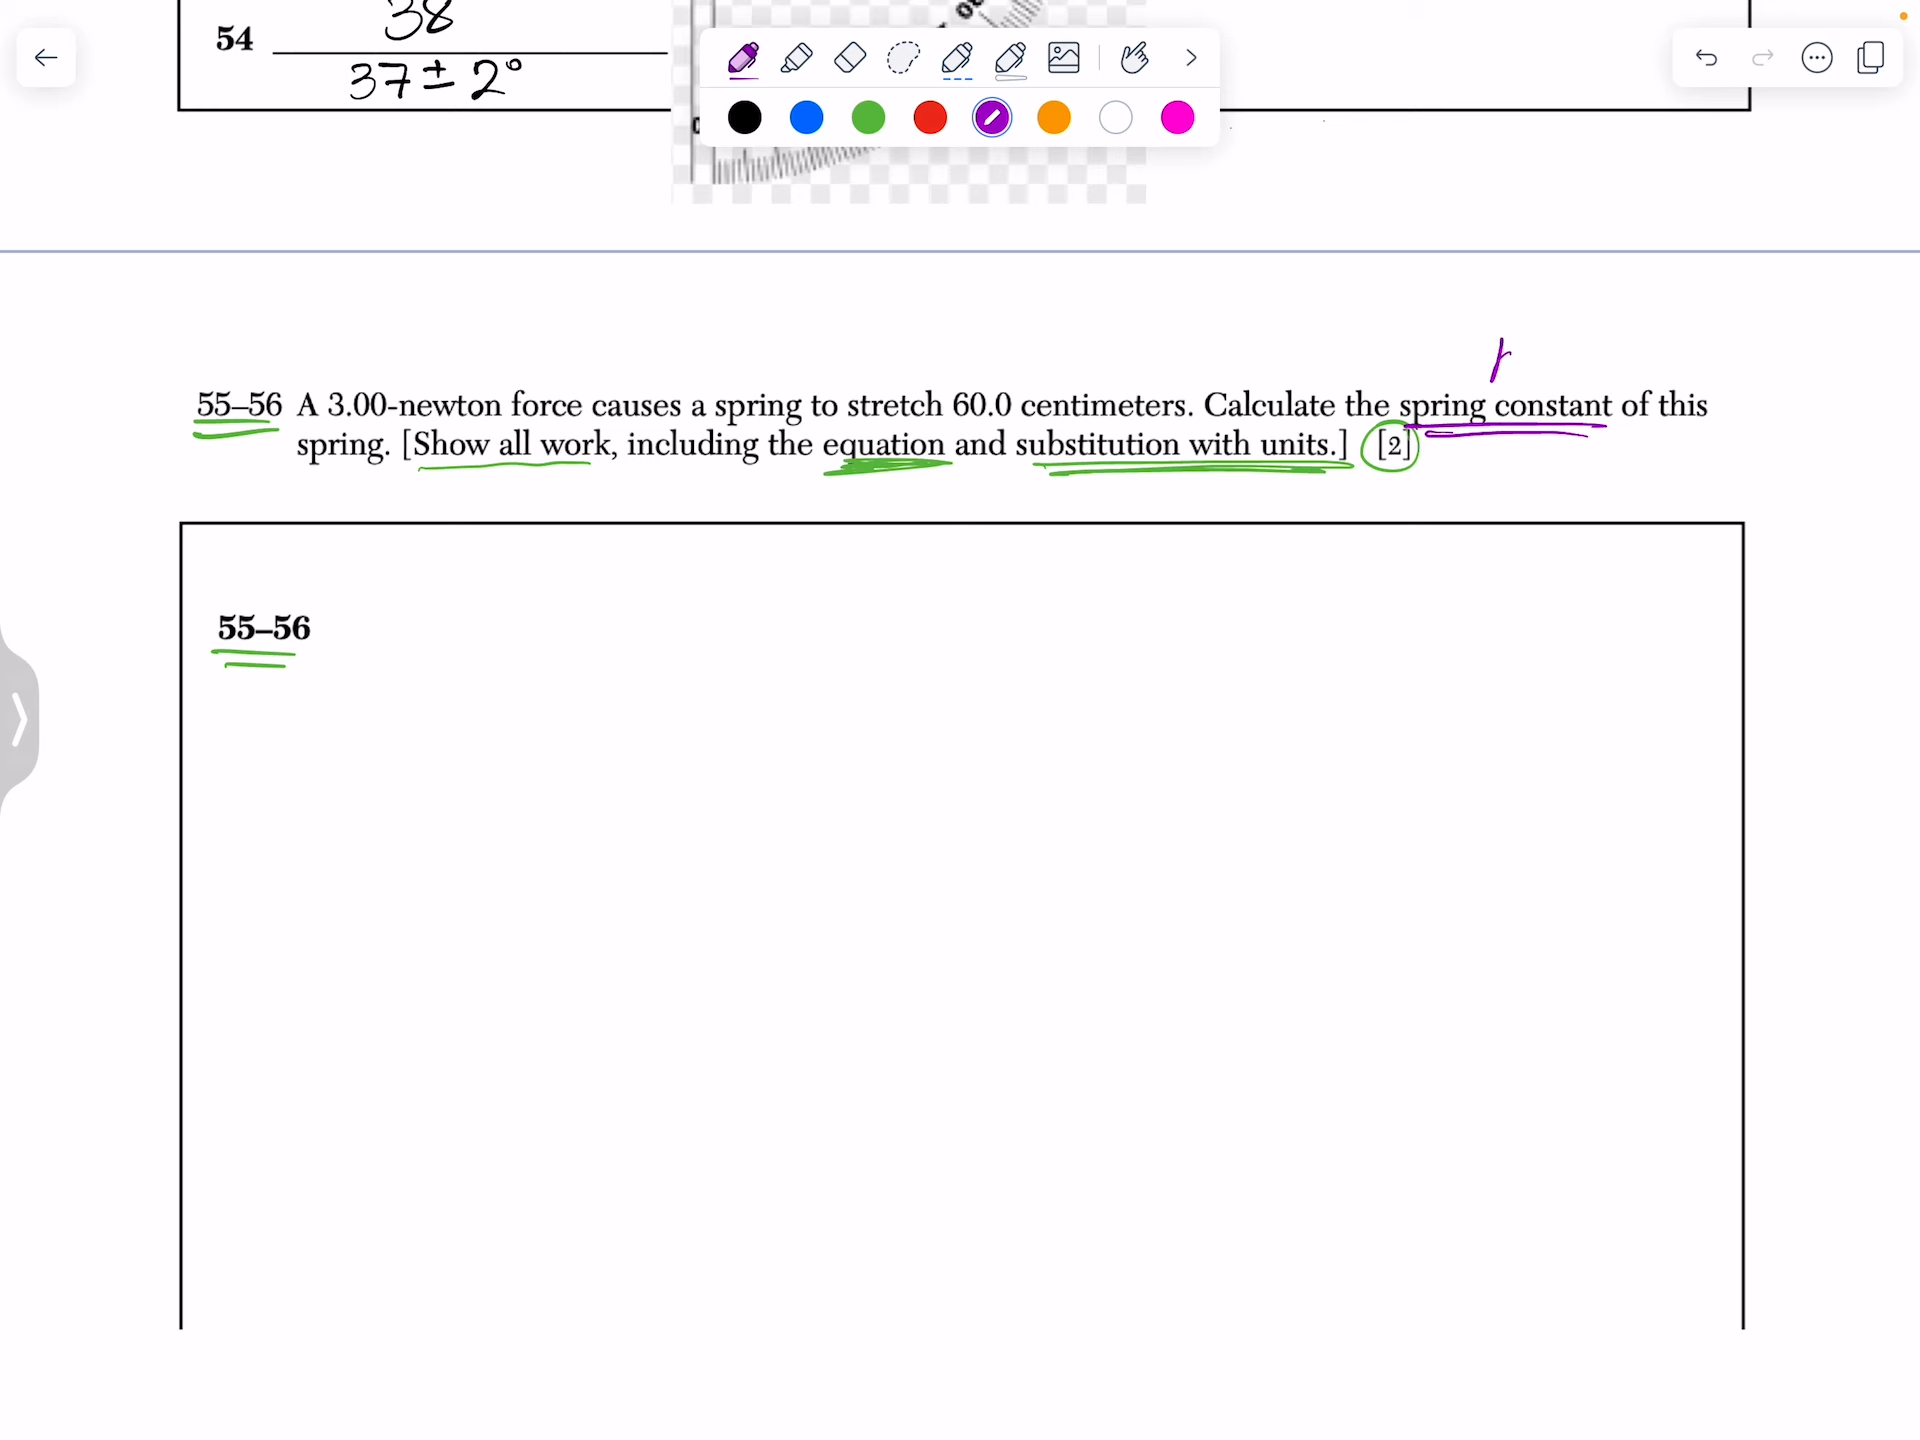 38
54
37 ± 2°
55–56 A 3.00-newton force causes a spring to stretch 60.0 centimeters. Calculate the spring constant of this
spring. [Show all work, including the equation and substitution with units.] [2]
55–56